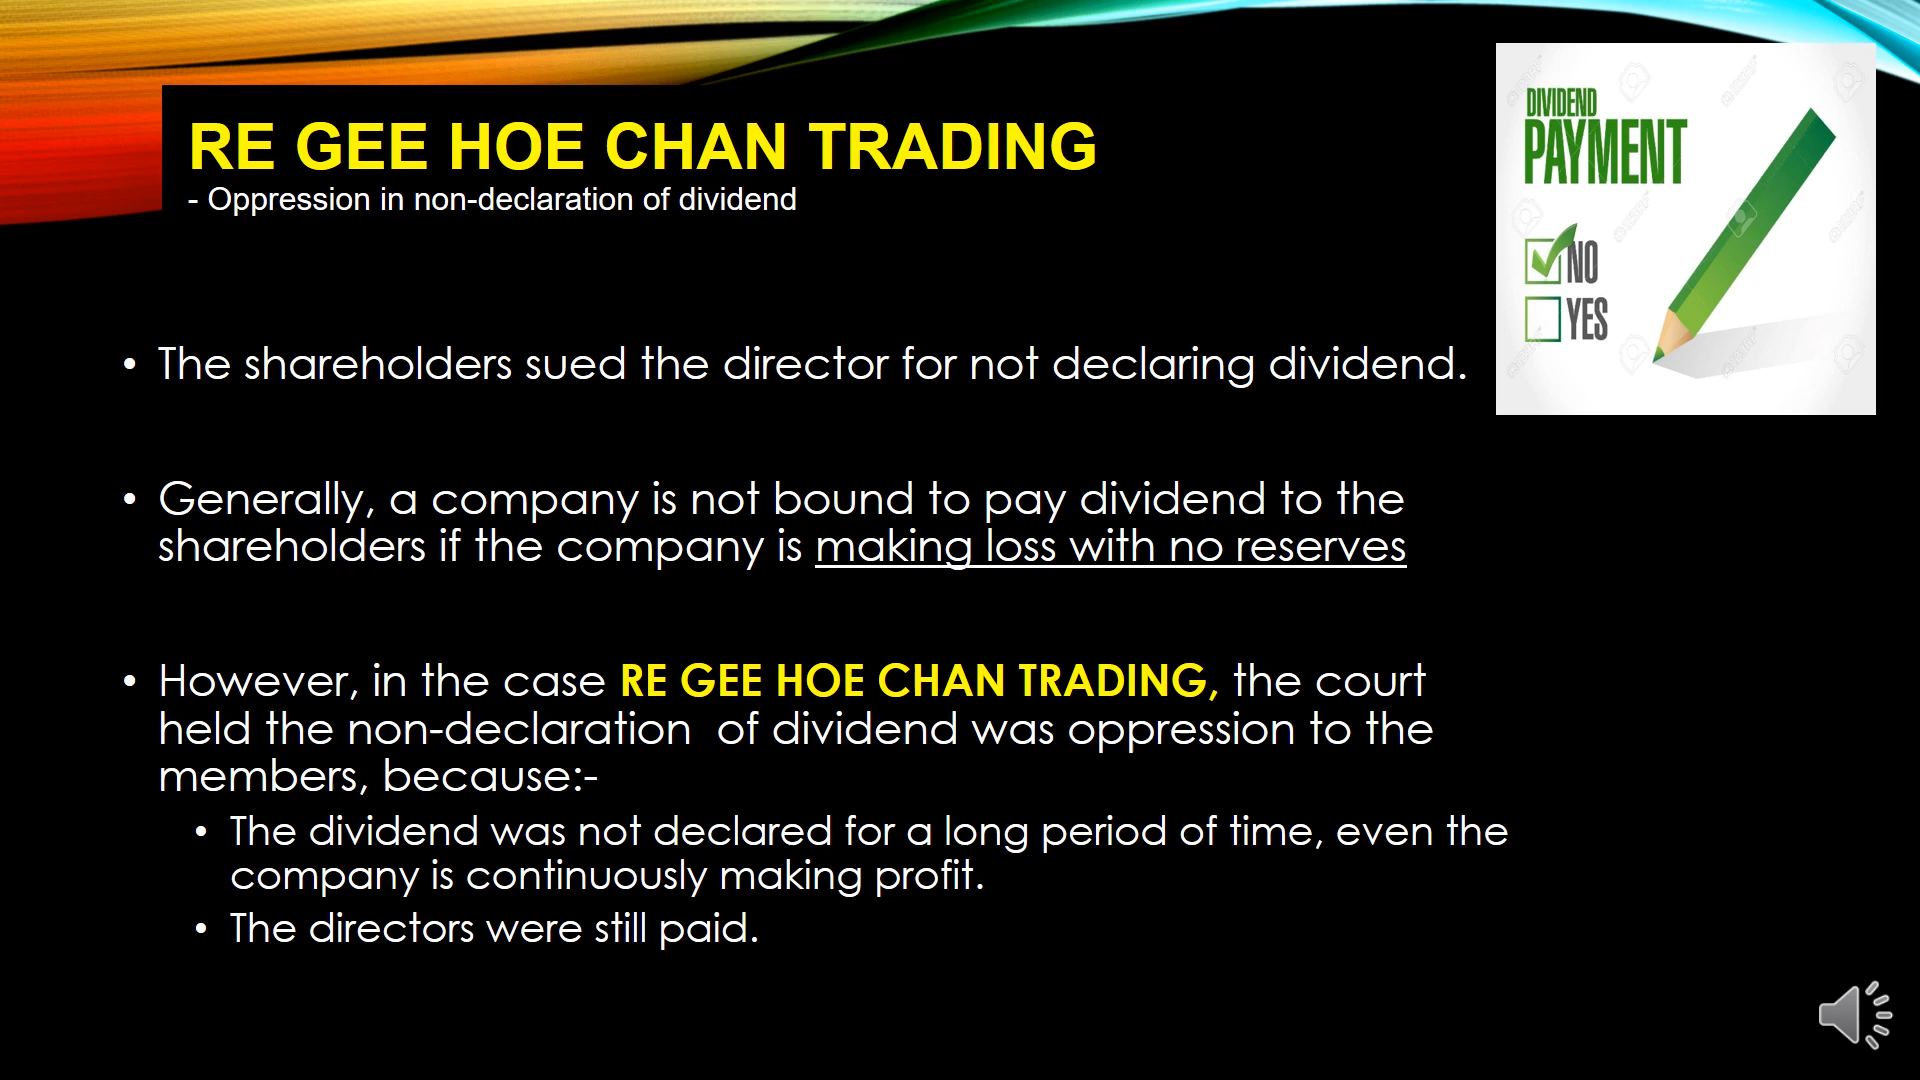 RE GEE HOE CHAN TRADING
- Oppression in non-declaration of dividend
DIVIDEND
PAYMENT
NO
YES
• The shareholders sued the director for not declaring dividend.
• Generally, a company is not bound to pay dividend to the
shareholders if the company is making loss with no reserves
• However, in the case RE GEE HOE CHAN TRADING, the court
held the non-declaration  of dividend was oppression to the
members, because:-
• The dividend was not declared for a long period of time, even the
company is continuously making profit.
• The directors were still paid.